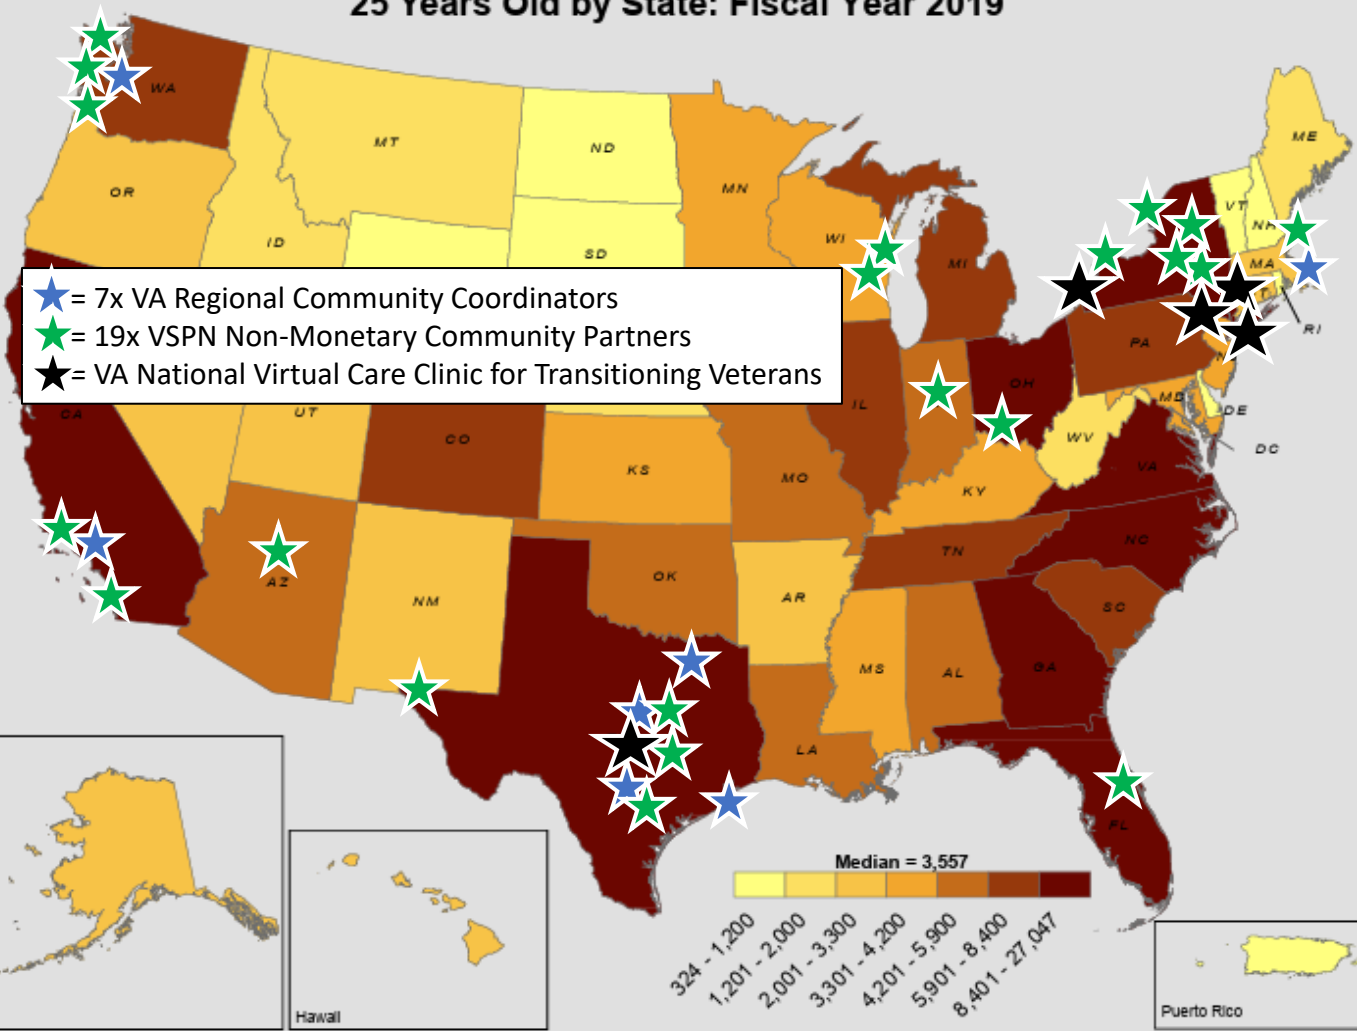 25 Years Old by State: Fiscal Year 2019
WA
MT
ND
MN
ME
OR
ID
SD
WI
MI
VT
NH
MA
RI
= 7x VA Regional Community Coordinators
= 19x VSPN Non-Monetary Community Partners
= VA National Virtual Care Clinic for Transitioning Veterans
PA
OH
IL
CA
UT
CO
KS
MO
KY
WV
VA
MD
DE
DC
AZ
NM
OK
AR
TN
NC
SC
MS
AL
GA
LA
FL
Median = 3,557
324 - 1,200
1,201 - 2,000
2,001 - 3,300
3,301 - 4,200
4,201 - 5,900
5,901 - 8,400
8,401 - 27,047
Hawaii
Puerto Rico